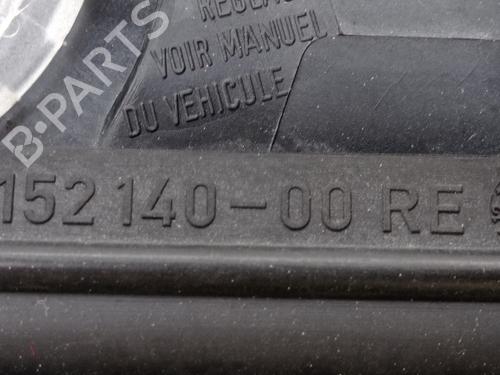 VOIR MANUEL
DU VEHICULE
B-PARTS
152 140-00 RE